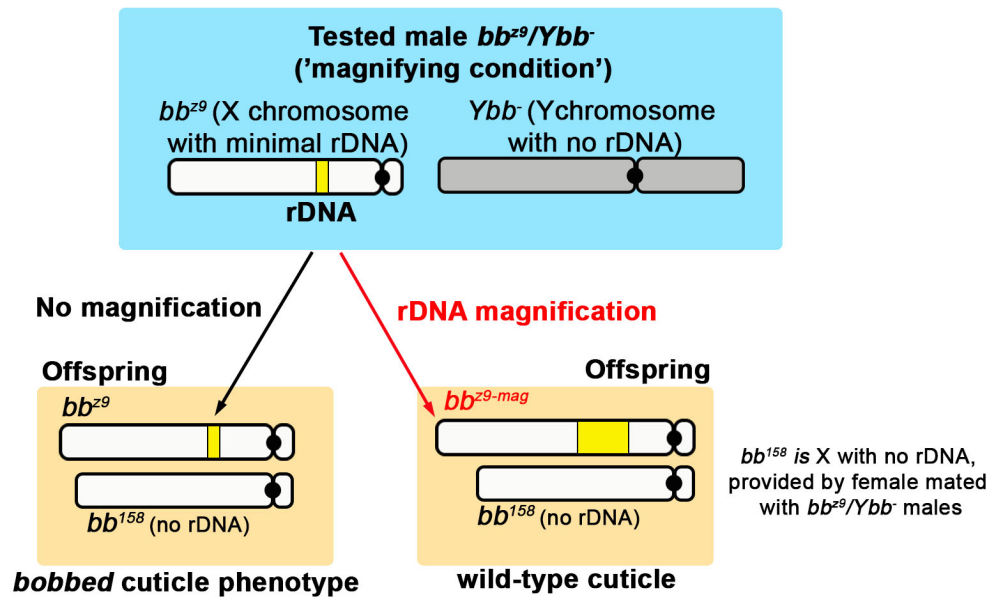 Tested male bbᶻ⁹/Ybb⁻
('magnifying condition')
bbᶻ⁹ (X chromosome
with minimal rDNA)
Ybb⁻ (Ychromosome
with no rDNA)
rDNA
No magnification
rDNA magnification
Offspring
bbᶻ⁹
bb¹⁵⁸ (no rDNA)
bobbed cuticle phenotype
Offspring
bbᶻ⁹⁻ᵐᵃᵍ
bb¹⁵⁸ (no rDNA)
wild-type cuticle
bb¹⁵⁸ is X with no rDNA,
provided by female mated
with bbᶻ⁹/Ybb⁻ males